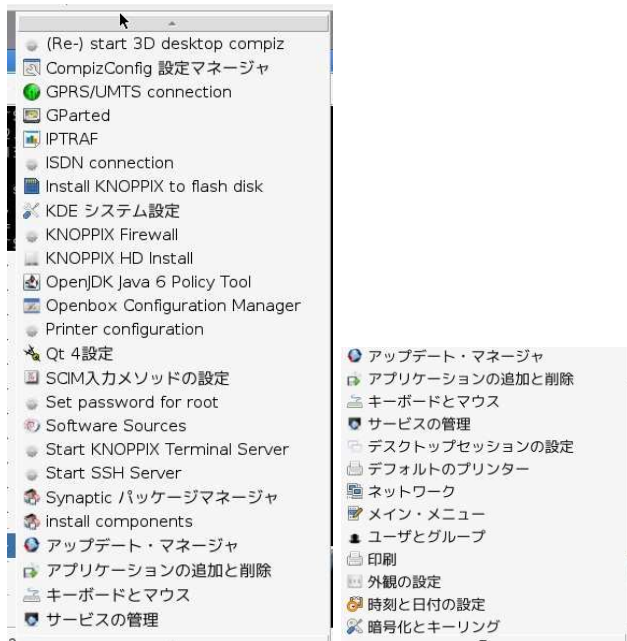 (Re-) start 3D desktop compiz
CompizConfig 設定マネージャ
GPRS/UMTS connection
GParted
IPTRAF
ISDN connection
Install KNOPPIX to flash disk
KDE システム設定
KNOPPIX Firewall
KNOPPIX HD Install
OpenJDK Java 6 Policy Tool
Openbox Configuration Manager
Printer configuration
Qt 4設定
SCIM入力メソッドの設定
Set password for root
Software Sources
Start KNOPPIX Terminal Server
Start SSH Server
Synaptic パッケージマネージャ
install components
アップデート・マネージャ
アプリケーションの追加と削除
キーボードとマウス
サービスの管理
アップデート・マネージャ
アプリケーションの追加と削除
キーボードとマウス
サービスの管理
デスクトップセッションの設定
デフォルトのプリンター
ネットワーク
メイン・メニュー
ユーザとグループ
印刷
外観の設定
時刻と日付の設定
暗号化とキーリング